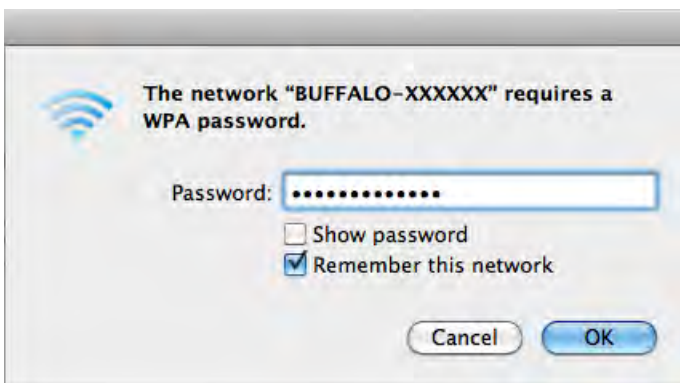 The network “BUFFALO-XXXXXX” requires a
WPA password.
Password: •••••••••••••
Show password
Remember this network
Cancel OK